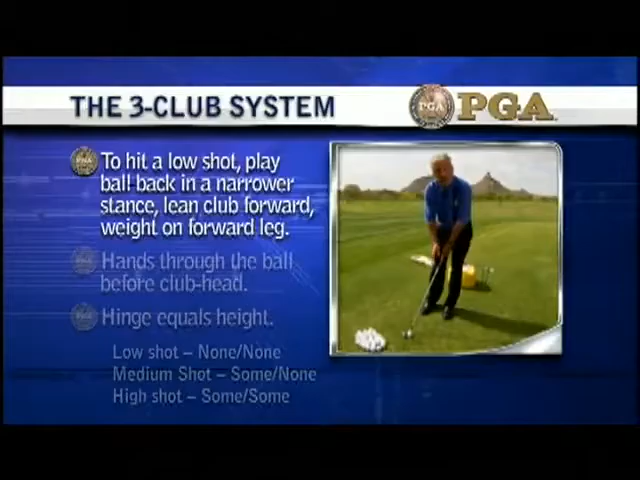 THE 3-CLUB SYSTEM
PGA
PGA
To hit a low shot, play
ball back in a narrower
stance, lean club forward,
weight on forward leg.
Hands through the ball
before club-head.
Hinge equals height.
Low shot – None/None
Medium Shot – Some/None
High shot – Some/Some